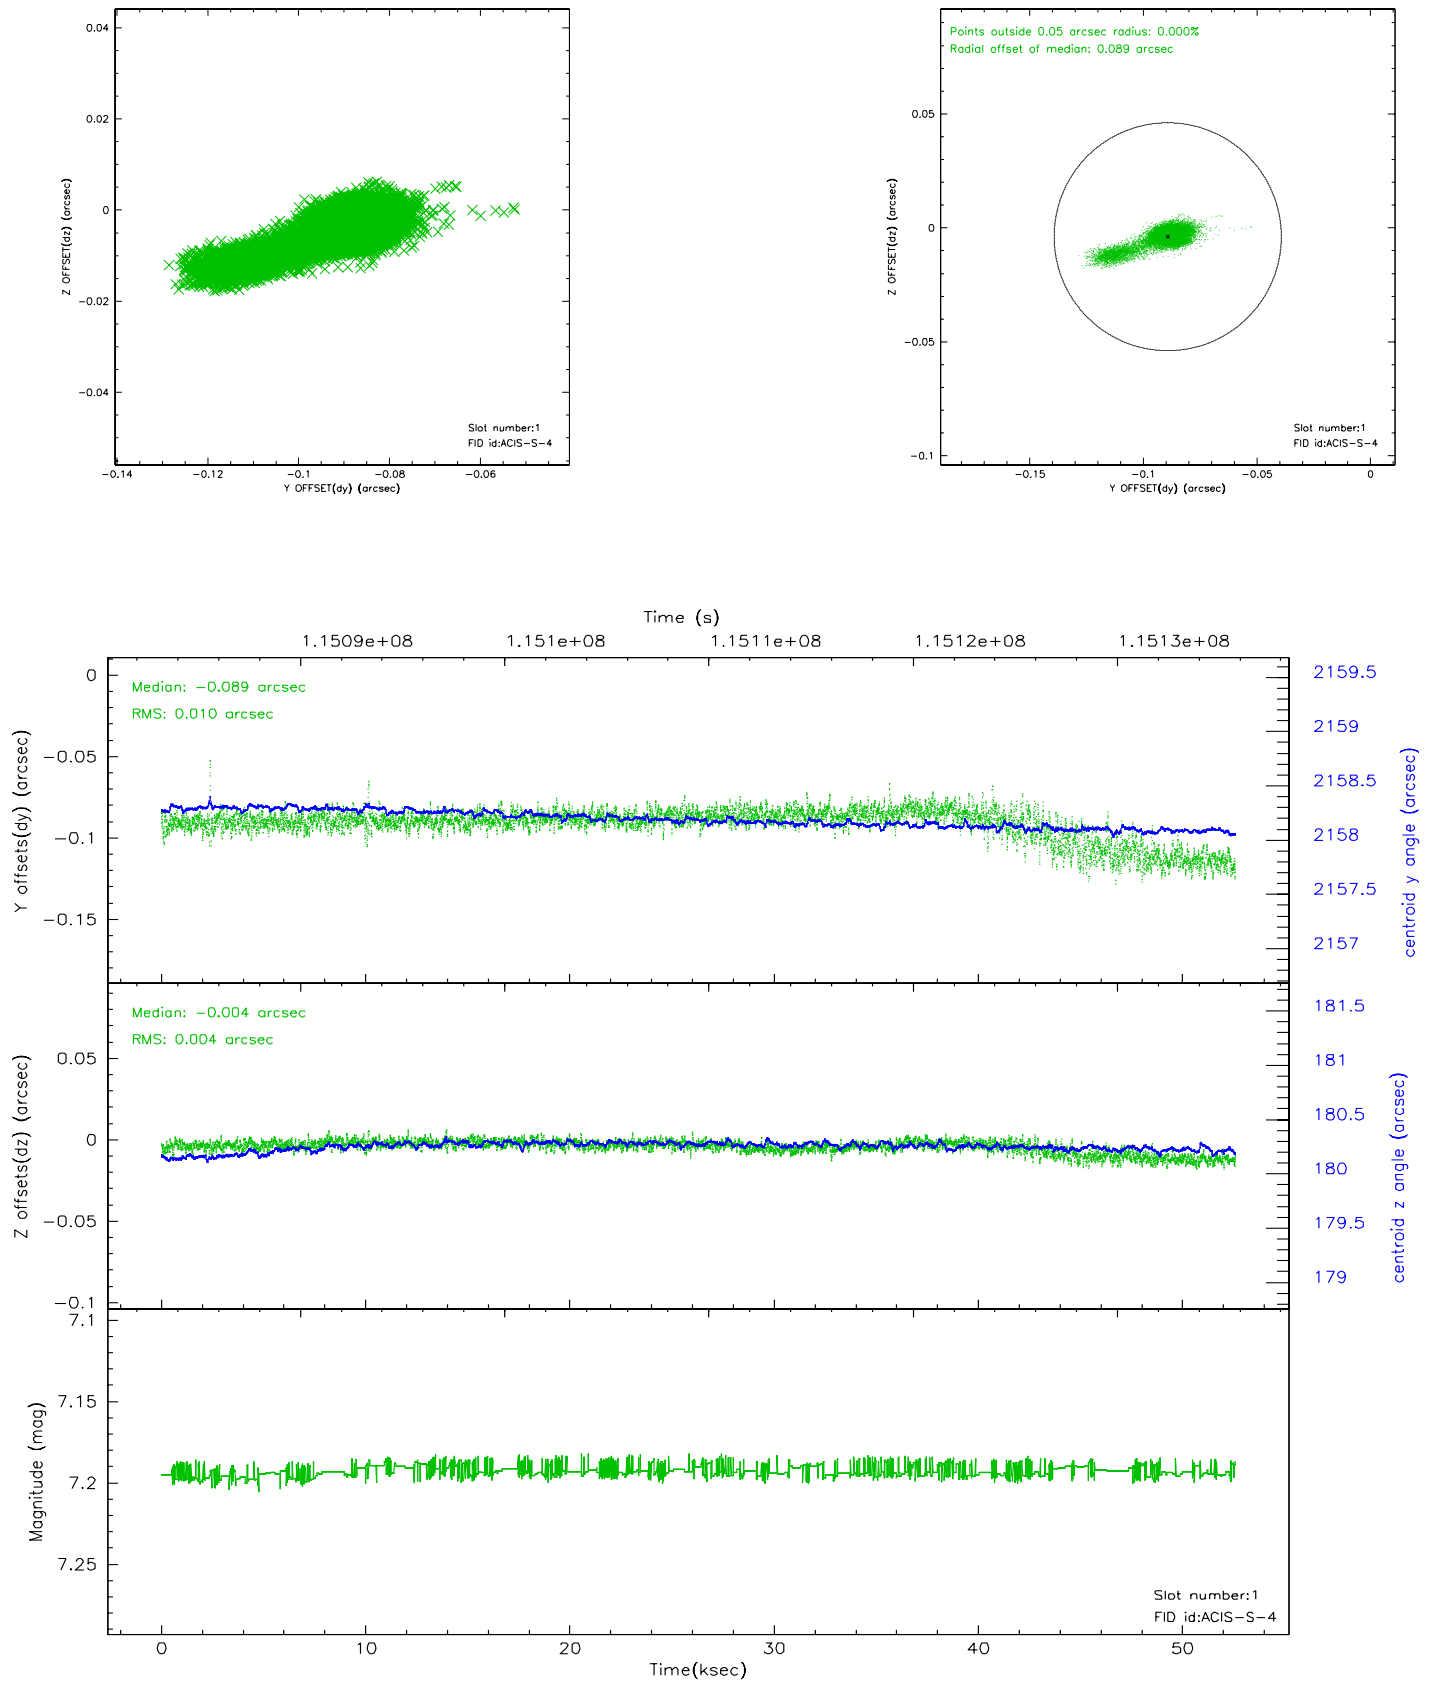 0.04
0.02
0
−0.02
−0.04
Z OFFSET(dz) (arcsec)
Slot number:1
FID id:ACIS−S−4
−0.14
−0.12
−0.1
−0.08
−0.06
Y OFFSET(dy) (arcsec)
Points outside 0.05 arcsec radius: 0.000%
Radial offset of median: 0.089 arcsec
0.05
0
−0.05
−0.1
Z OFFSET(dz) (arcsec)
Slot number:1
FID id:ACIS−S−4
−0.15
−0.1
−0.05
0
Y OFFSET(dy) (arcsec)
Time (s)
1.1509e+08
1.151e+08
1.1511e+08
1.1512e+08
1.1513e+08
Median: −0.089 arcsec
RMS: 0.010 arcsec
0
−0.05
−0.1
−0.15
Y offsets(dy) (arcsec)
2159.5
2159
2158.5
2158
2157.5
2157
centroid y angle (arcsec)
Median: −0.004 arcsec
RMS: 0.004 arcsec
0.05
0
−0.05
−0.1
Z offsets(dz) (arcsec)
181.5
181
180.5
180
179.5
179
centroid z angle (arcsec)
7.1
7.15
7.2
7.25
Magnitude (mag)
Slot number:1
FID id:ACIS−S−4
0
10
20
30
40
50
Time(ksec)